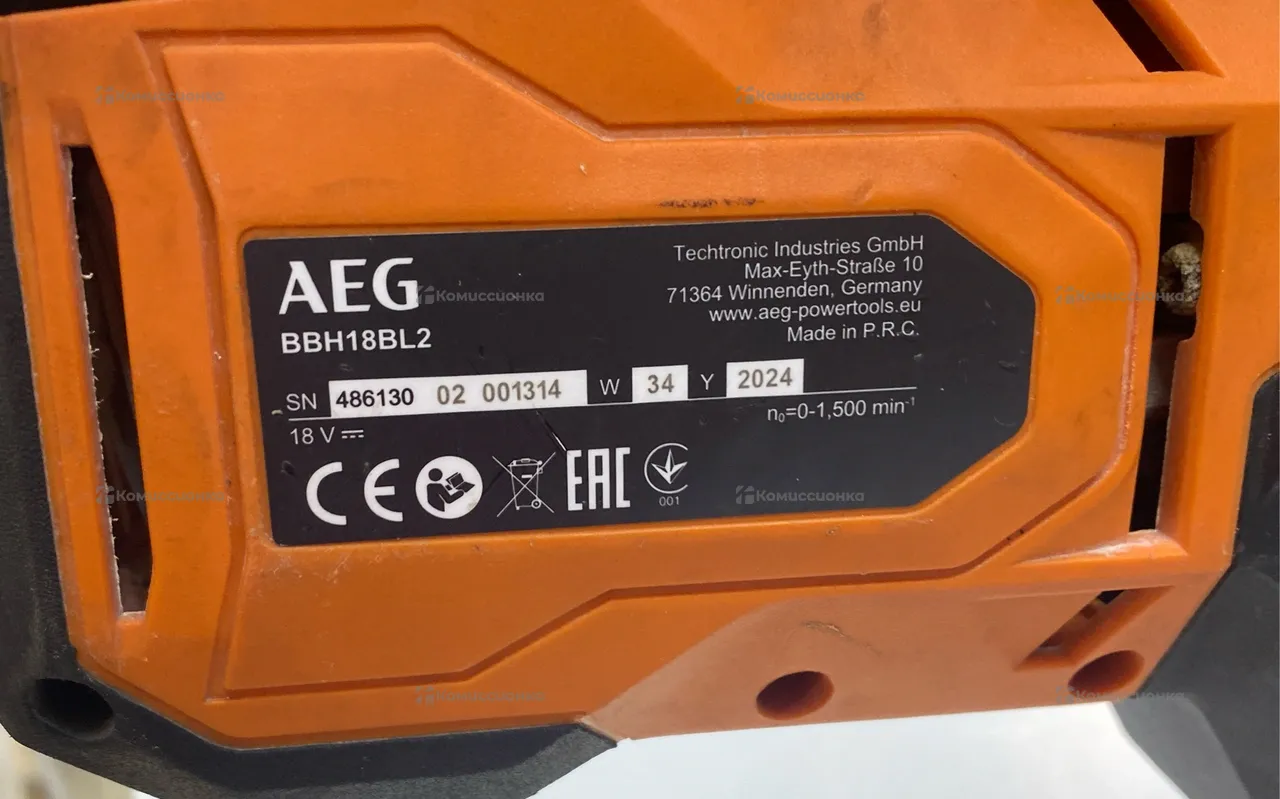 AEG
BBH18BL2
Techtronic Industries GmbH
Max-Eyth-Straße 10
71364 Winnenden, Germany
www.aeg-powertools.eu
Made in P.R.C.
SN 486130 02 001314 W 34 Y 2024
18 V n₀=0-1,500 min⁻¹
CE EAC
001
Комиссионка
Комиссионка
Комиссионка
Комиссионка
Комиссионка
Комиссионка
Комиссионка
Комиссионка